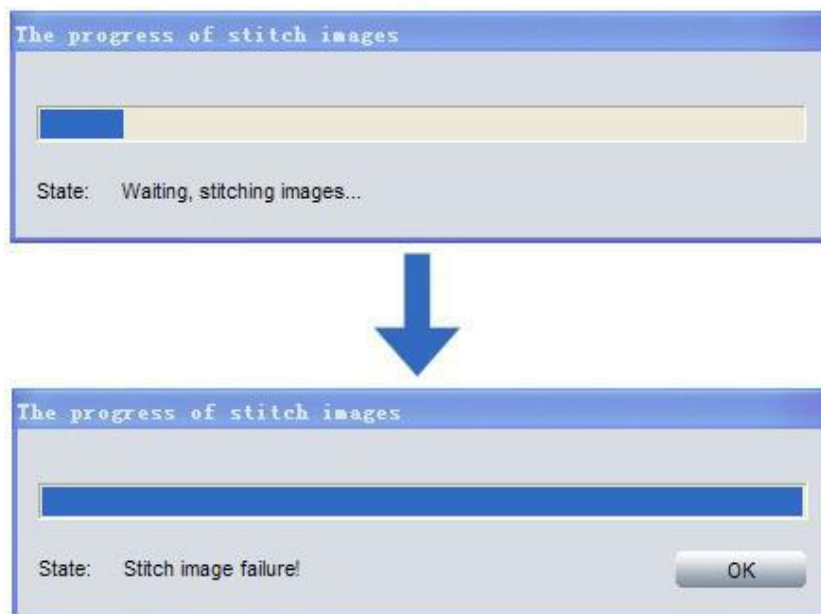 The progress of stitch images
State: Waiting, stitching images...
The progress of stitch images
State: Stitch image failure!
OK